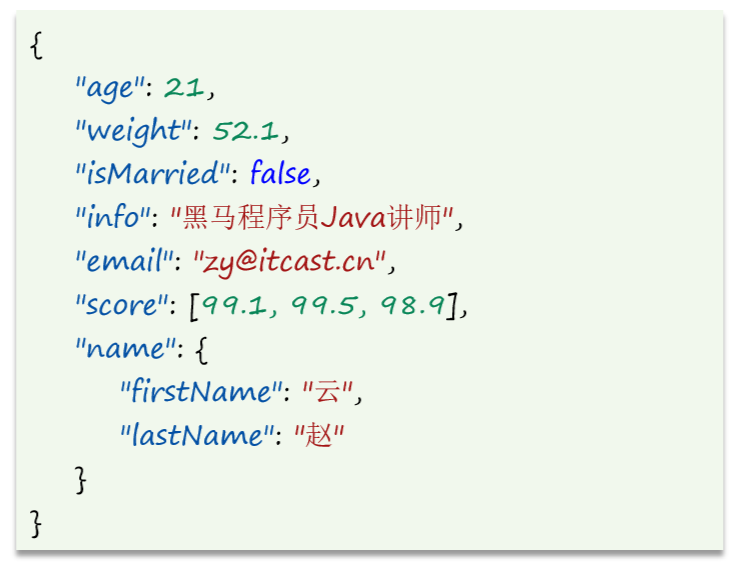 {
"age": 21,
"weight": 52.1,
"isMarried": false,
"info": "黑马程序员Java讲师",
"email": "zy@itcast.cn",
"score": [99.1, 99.5, 98.9],
"name": {
"firstName": "云",
"lastName": "赵"
}
}